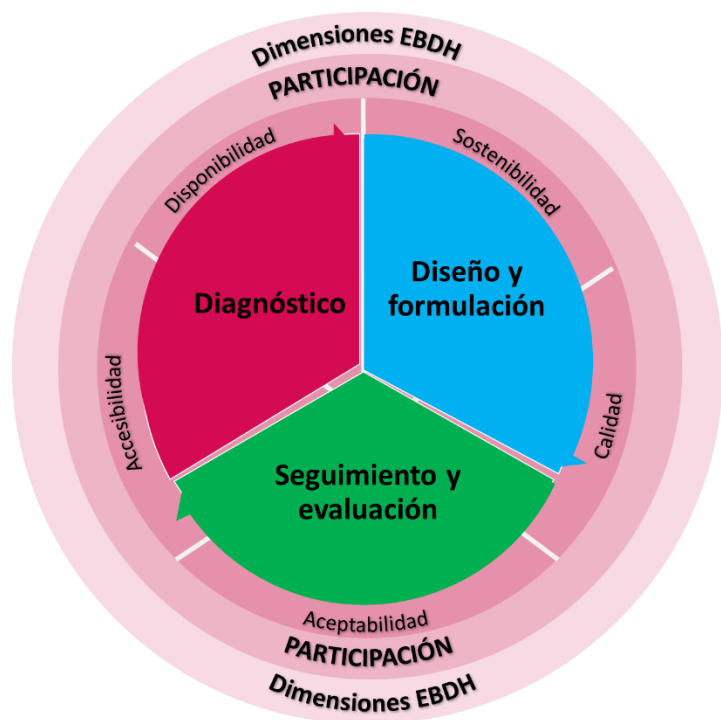 Dimensiones EBDH
PARTICIPACIÓN
Disponibilidad
Sostenibilidad
Diagnóstico
Diseño y
formulación
Accesibilidad
Calidad
Seguimiento y
evaluación
Aceptabilidad
PARTICIPACIÓN
Dimensiones EBDH